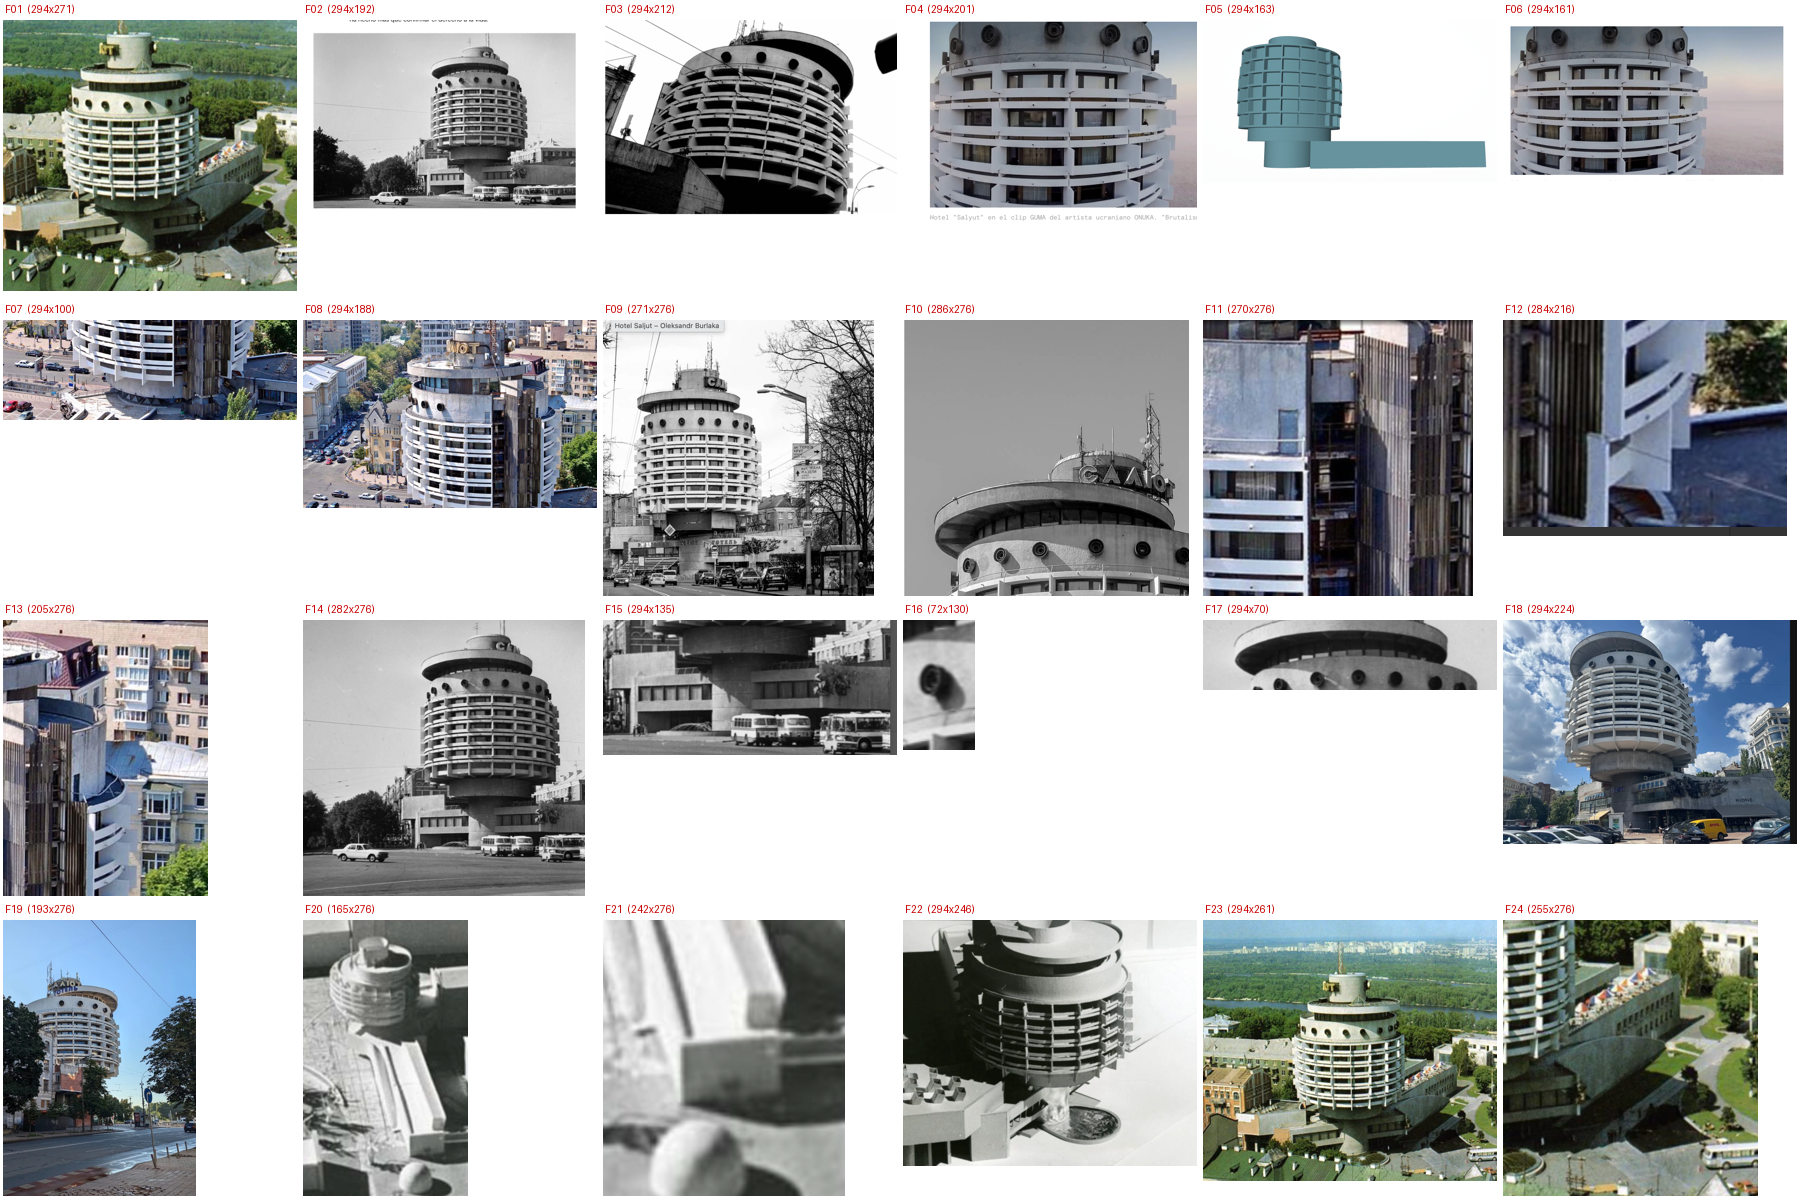 F01 (294x271)
F02 (294x192)
F03 (294x212)
F04 (294x201)
F05 (294x163)
F06 (294x161)
Hotel "Salyut" en el clip GUMA del artista ucraniano ONUKA. "Brutalis
F07 (294x100)
F08 (294x188)
F09 (271x276)
F10 (286x276)
F11 (270x276)
F12 (284x216)
Hotel Saljut – Oleksandr Burlaka
САЛЮТ
F13 (205x276)
F14 (282x276)
F15 (294x135)
F16 (72x130)
F17 (294x70)
F18 (294x224)
F19 (193x276)
F20 (165x276)
F21 (242x276)
F22 (294x246)
F23 (294x261)
F24 (255x276)
САЛЮТ